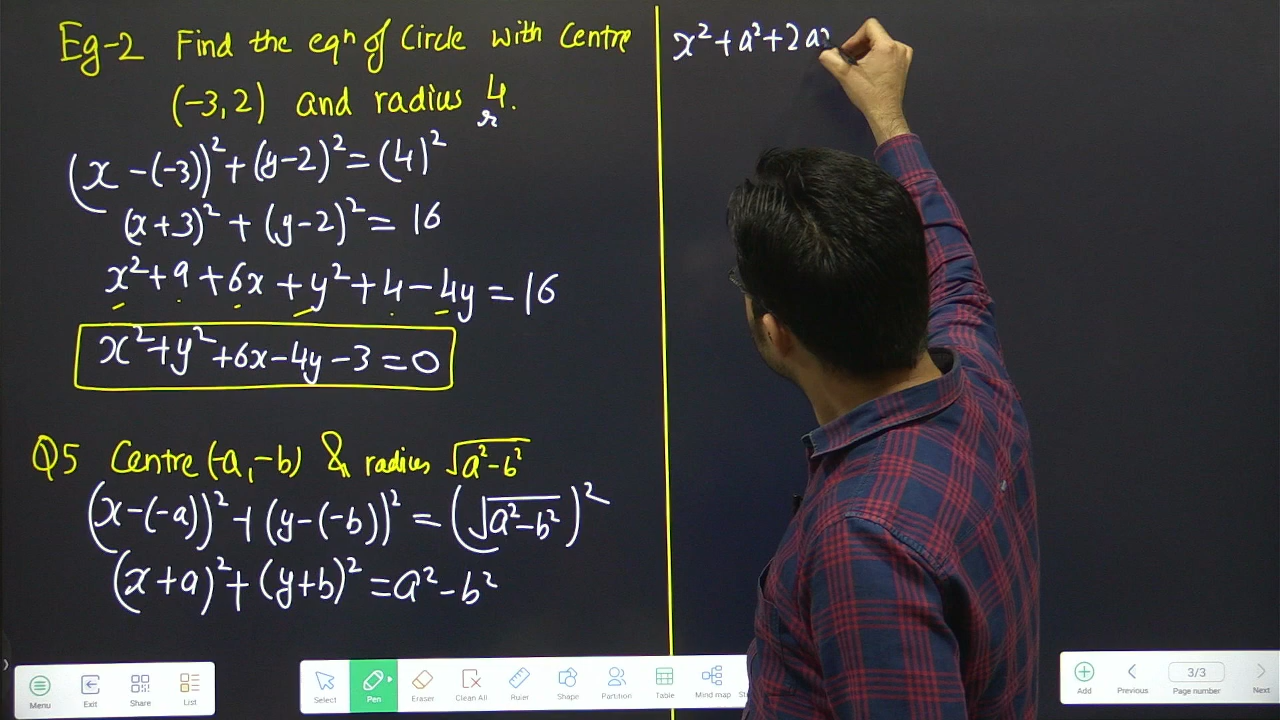 Eg-2 Find the eqn of Circle with Centre
(-3,2) and radius 4.
r
(x-(-3))²+(y-2)²=(4)²
(x+3)²+(y-2)²=16
x²+9+6x+y²+4-4y=16
x²+y²+6x-4y-3=0
Q5 Centre (-a,-b) & radius √a²-b²
(x-(-a))²+(y-(-b))²=(√a²-b²)²
(x+a)²+(y+b)²=a²-b²
x²+a²+2a
Menu Exit Share List
Select Pen Eraser Clean All Ruler Shape Partition Table Mind map
Add Previous 3/3 Page number Next